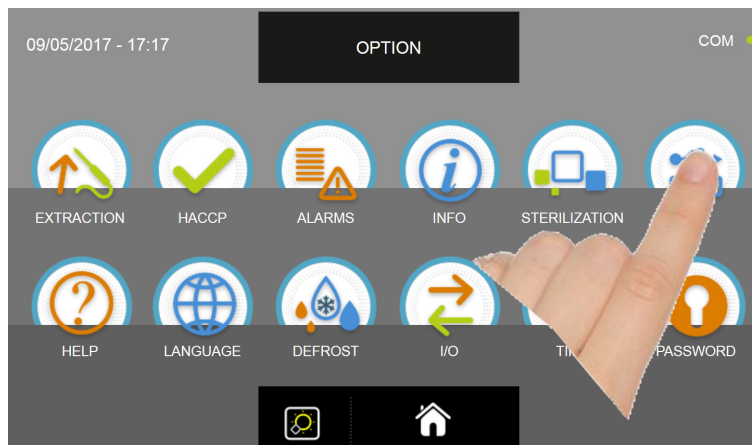 09/05/2017 - 17:17
OPTION
COM
EXTRACTION
HACCP
ALARMS
INFO
STERILIZATION
HELP
LANGUAGE
DEFROST
I/O
PASSWORD